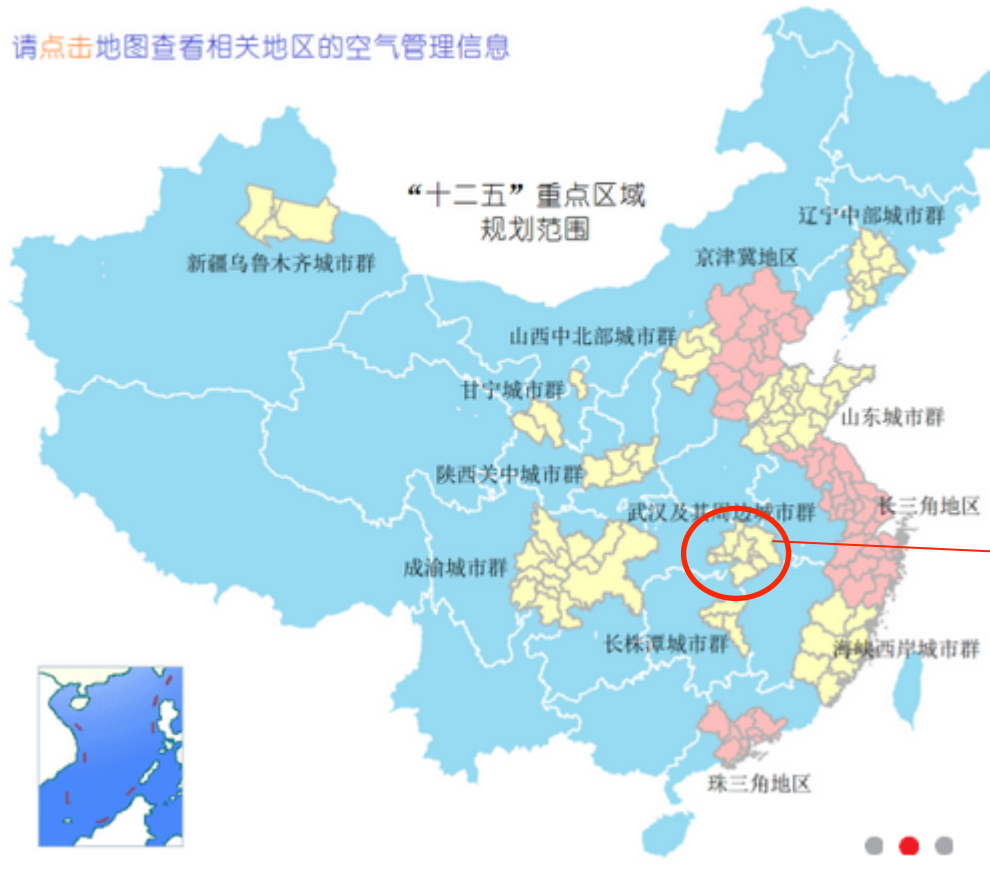 请点击地图查看相关地区的空气管理信息
“十二五”重点区域
规划范围
辽宁中部城市群
京津冀地区
新疆乌鲁木齐城市群
山西中北部城市群
甘宁城市群
山东城市群
陕西关中城市群
武汉及其周边城市群
长三角地区
成渝城市群
长株潭城市群
海峡西岸城市群
珠三角地区